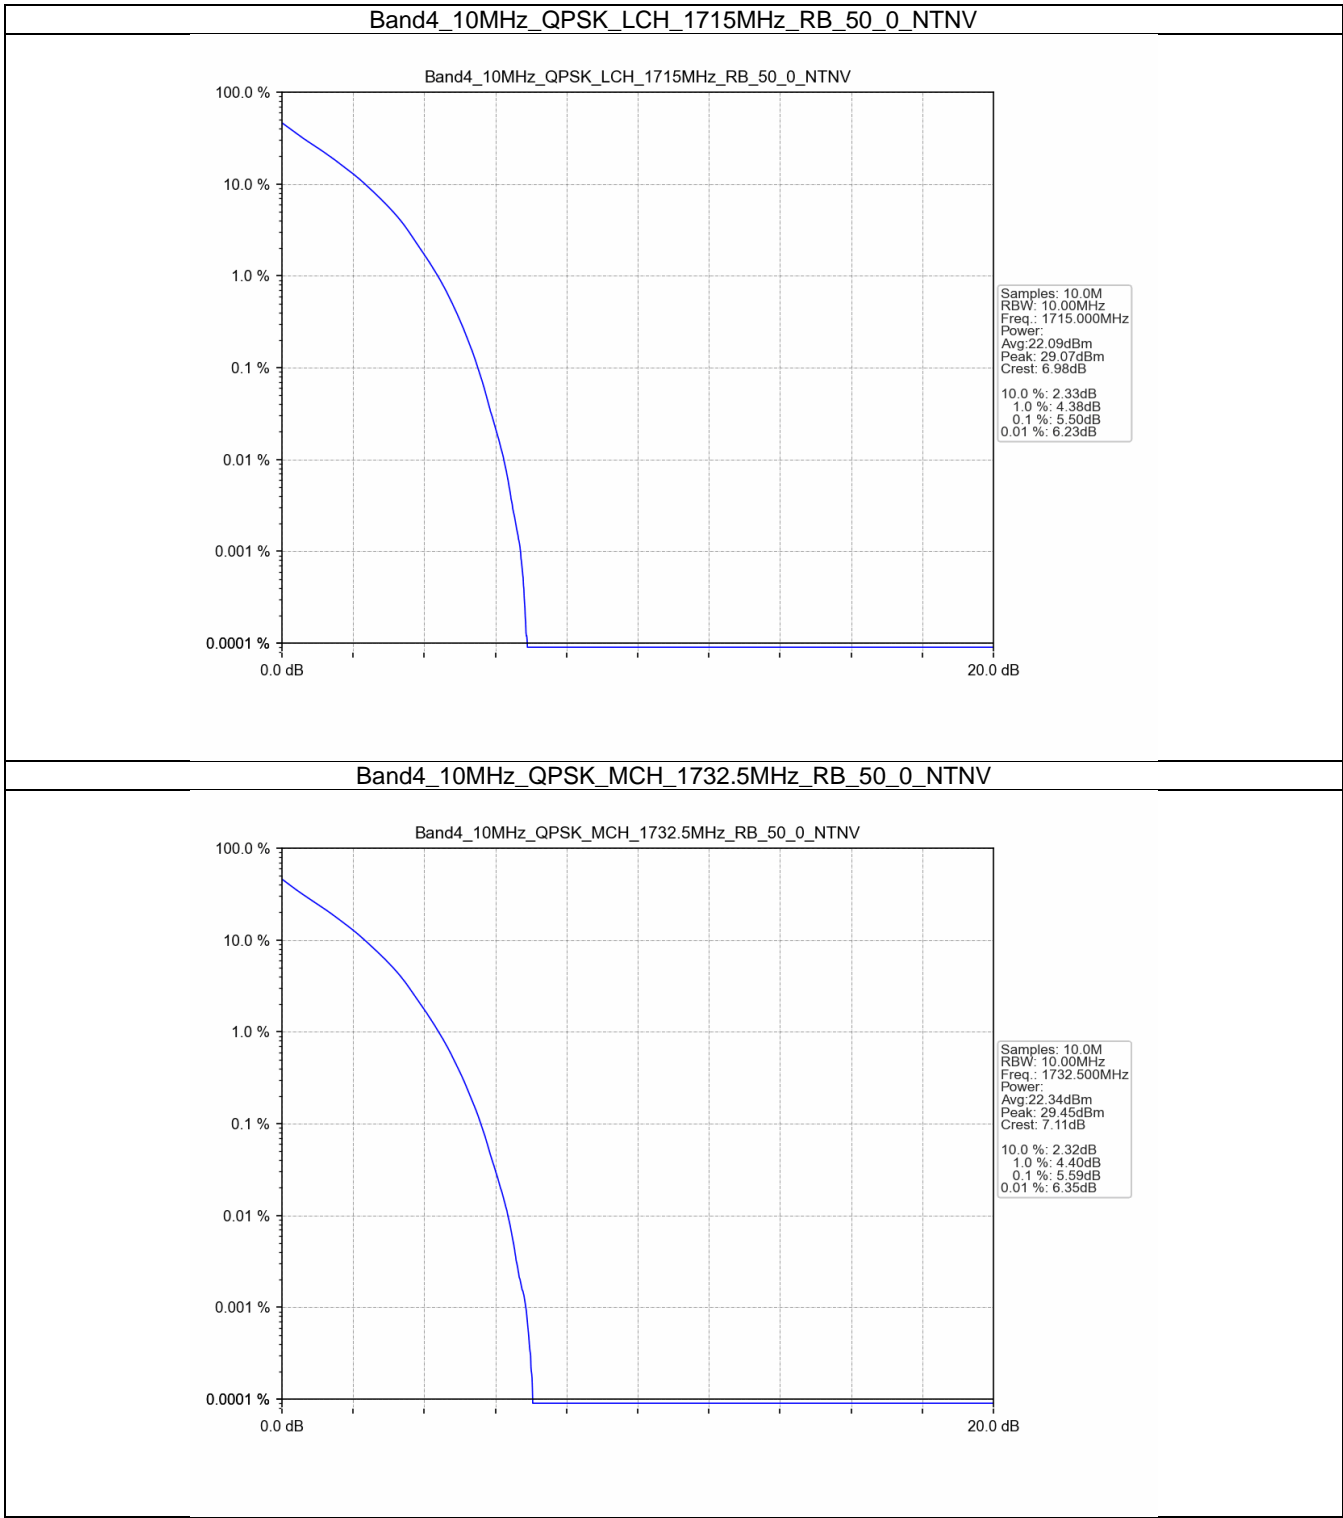 Band4_10MHz_QPSK_LCH_1715MHz_RB_50_0_NTNV
Band4_10MHz_QPSK_LCH_1715MHz_RB_50_0_NTNV
100.0 %
10.0 %
1.0 %
0.1 %
0.01 %
0.001 %
0.0001 %
0.0 dB
20.0 dB
Samples: 10.0M
RBW: 10.00MHz
Freq.: 1715.000MHz
Power:
Avg:22.09dBm
Peak: 29.07dBm
Crest: 6.98dB
10.0 %: 2.33dB
1.0 %: 4.38dB
0.1 %: 5.50dB
0.01 %: 6.23dB
Band4_10MHz_QPSK_MCH_1732.5MHz_RB_50_0_NTNV
Band4_10MHz_QPSK_MCH_1732.5MHz_RB_50_0_NTNV
100.0 %
10.0 %
1.0 %
0.1 %
0.01 %
0.001 %
0.0001 %
0.0 dB
20.0 dB
Samples: 10.0M
RBW: 10.00MHz
Freq.: 1732.500MHz
Power:
Avg:22.34dBm
Peak: 29.45dBm
Crest: 7.11dB
10.0 %: 2.32dB
1.0 %: 4.40dB
0.1 %: 5.59dB
0.01 %: 6.35dB